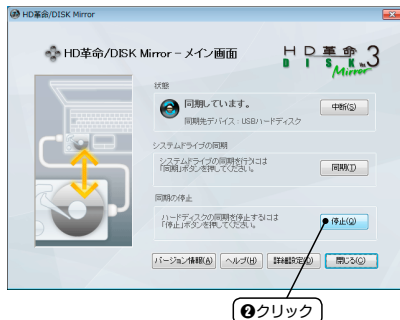 HD革命/DISK Mirror
HD革命/DISK Mirror - メイン画面
HD革命
DISK Ver.3
Mirror
状態
同期しています。
同期先デバイス：USBハードディスク
中断(S)
システムドライブの同期
システムドライブの同期を行うには
「同期」ボタンを押してください。
同期(T)
同期の停止
ハードディスクの同期を停止するには
「停止」ボタンを押してください。
停止(Q)
バージョン情報(A)
ヘルプ(H)
詳細設定(O)
閉じる(C)
❷クリック